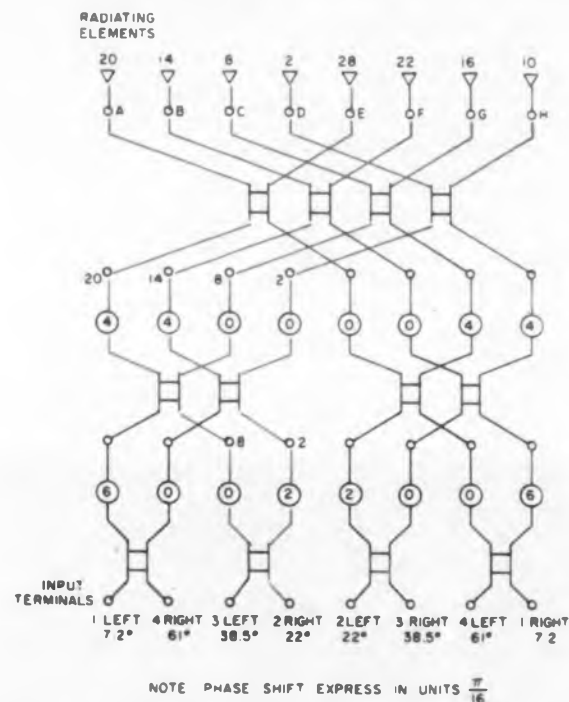 RADIATING
ELEMENTS
20 14 8 2 28 22 16 10
A B C D E F G H
20 14 8 2
4 4 0 0 0 0 4 4
8 2
6 0 0 2 2 0 0 6
INPUT
TERMINALS
1 LEFT 4 RIGHT 3 LEFT 2 RIGHT 2 LEFT 3 RIGHT 4 LEFT 1 RIGHT
7.2° 61° 38.5° 22° 22° 38.5° 61° 7.2
NOTE PHASE SHIFT EXPRESS IN UNITS π/16